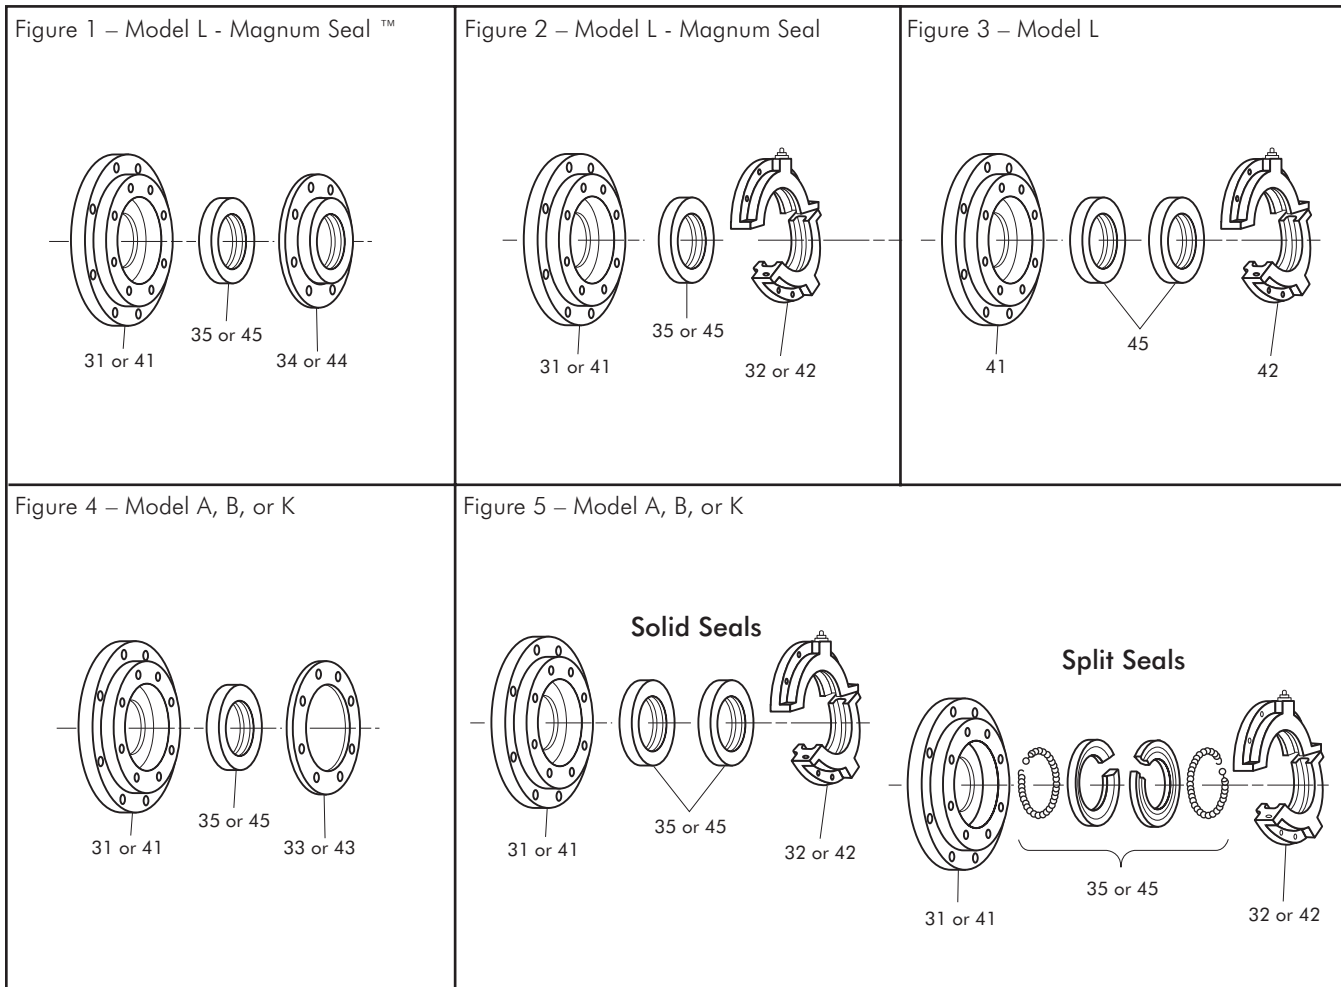 Figure 1 – Model L - Magnum Seal ™
31 or 41
35 or 45
34 or 44
Figure 2 – Model L - Magnum Seal
31 or 41
35 or 45
32 or 42
Figure 3 – Model L
41
45
42
Figure 4 – Model A, B, or K
31 or 41
35 or 45
33 or 43
Figure 5 – Model A, B, or K
Solid Seals
31 or 41
35 or 45
32 or 42
Split Seals
31 or 41
35 or 45
32 or 42